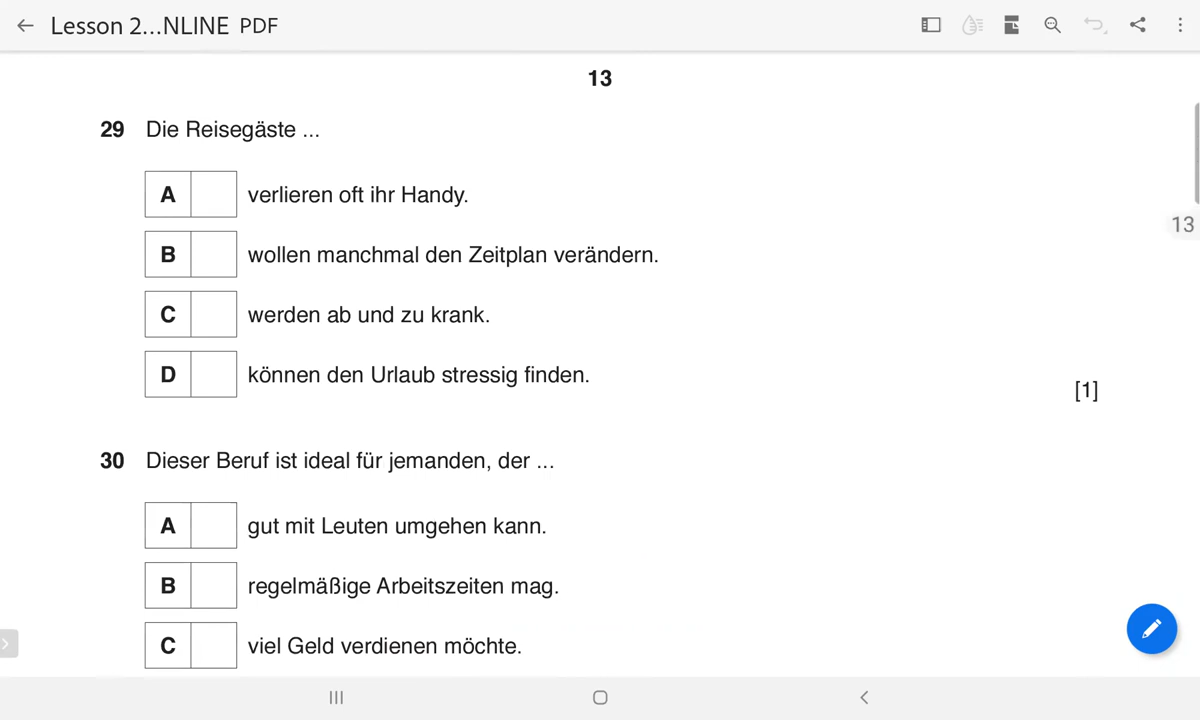 Lesson 2...NLINE PDF
13
29 Die Reisegäste ...
A verlieren oft ihr Handy.
B wollen manchmal den Zeitplan verändern.
13
C werden ab und zu krank.
D können den Urlaub stressig finden.
[1]
30 Dieser Beruf ist ideal für jemanden, der ...
A gut mit Leuten umgehen kann.
B regelmäßige Arbeitszeiten mag.
C viel Geld verdienen möchte.